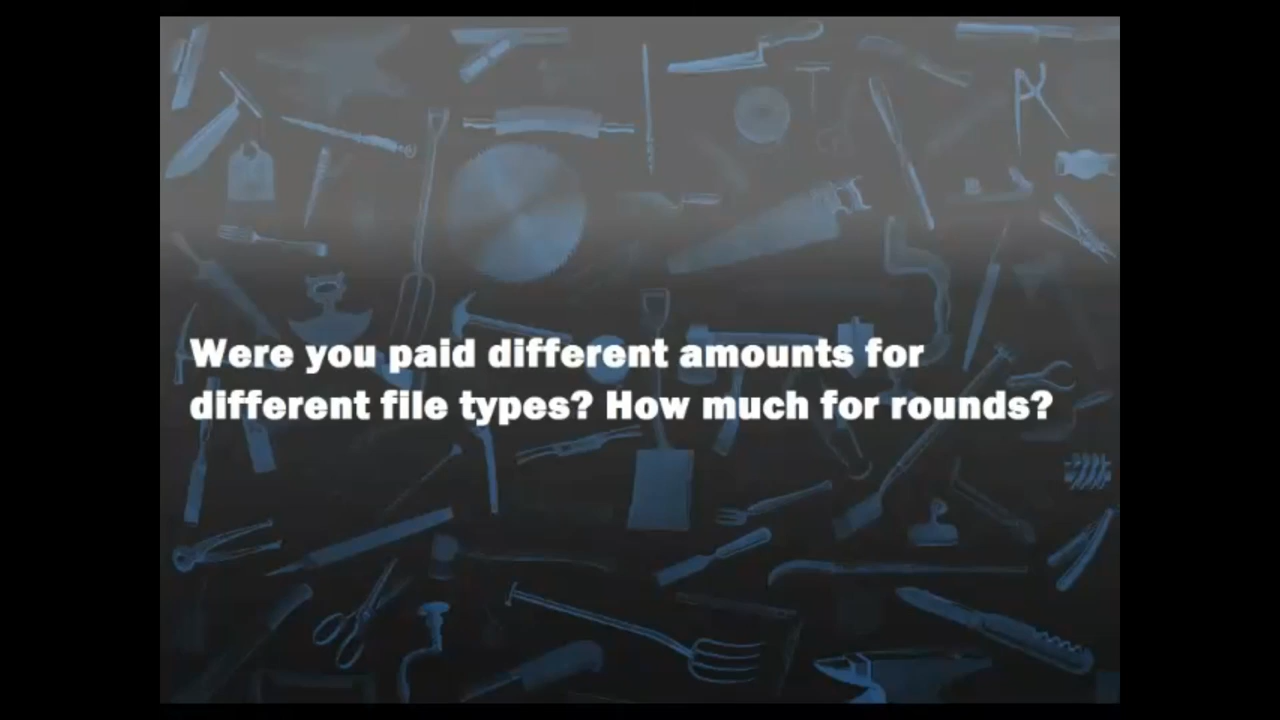 Were you paid different amounts for
different file types? How much for rounds?